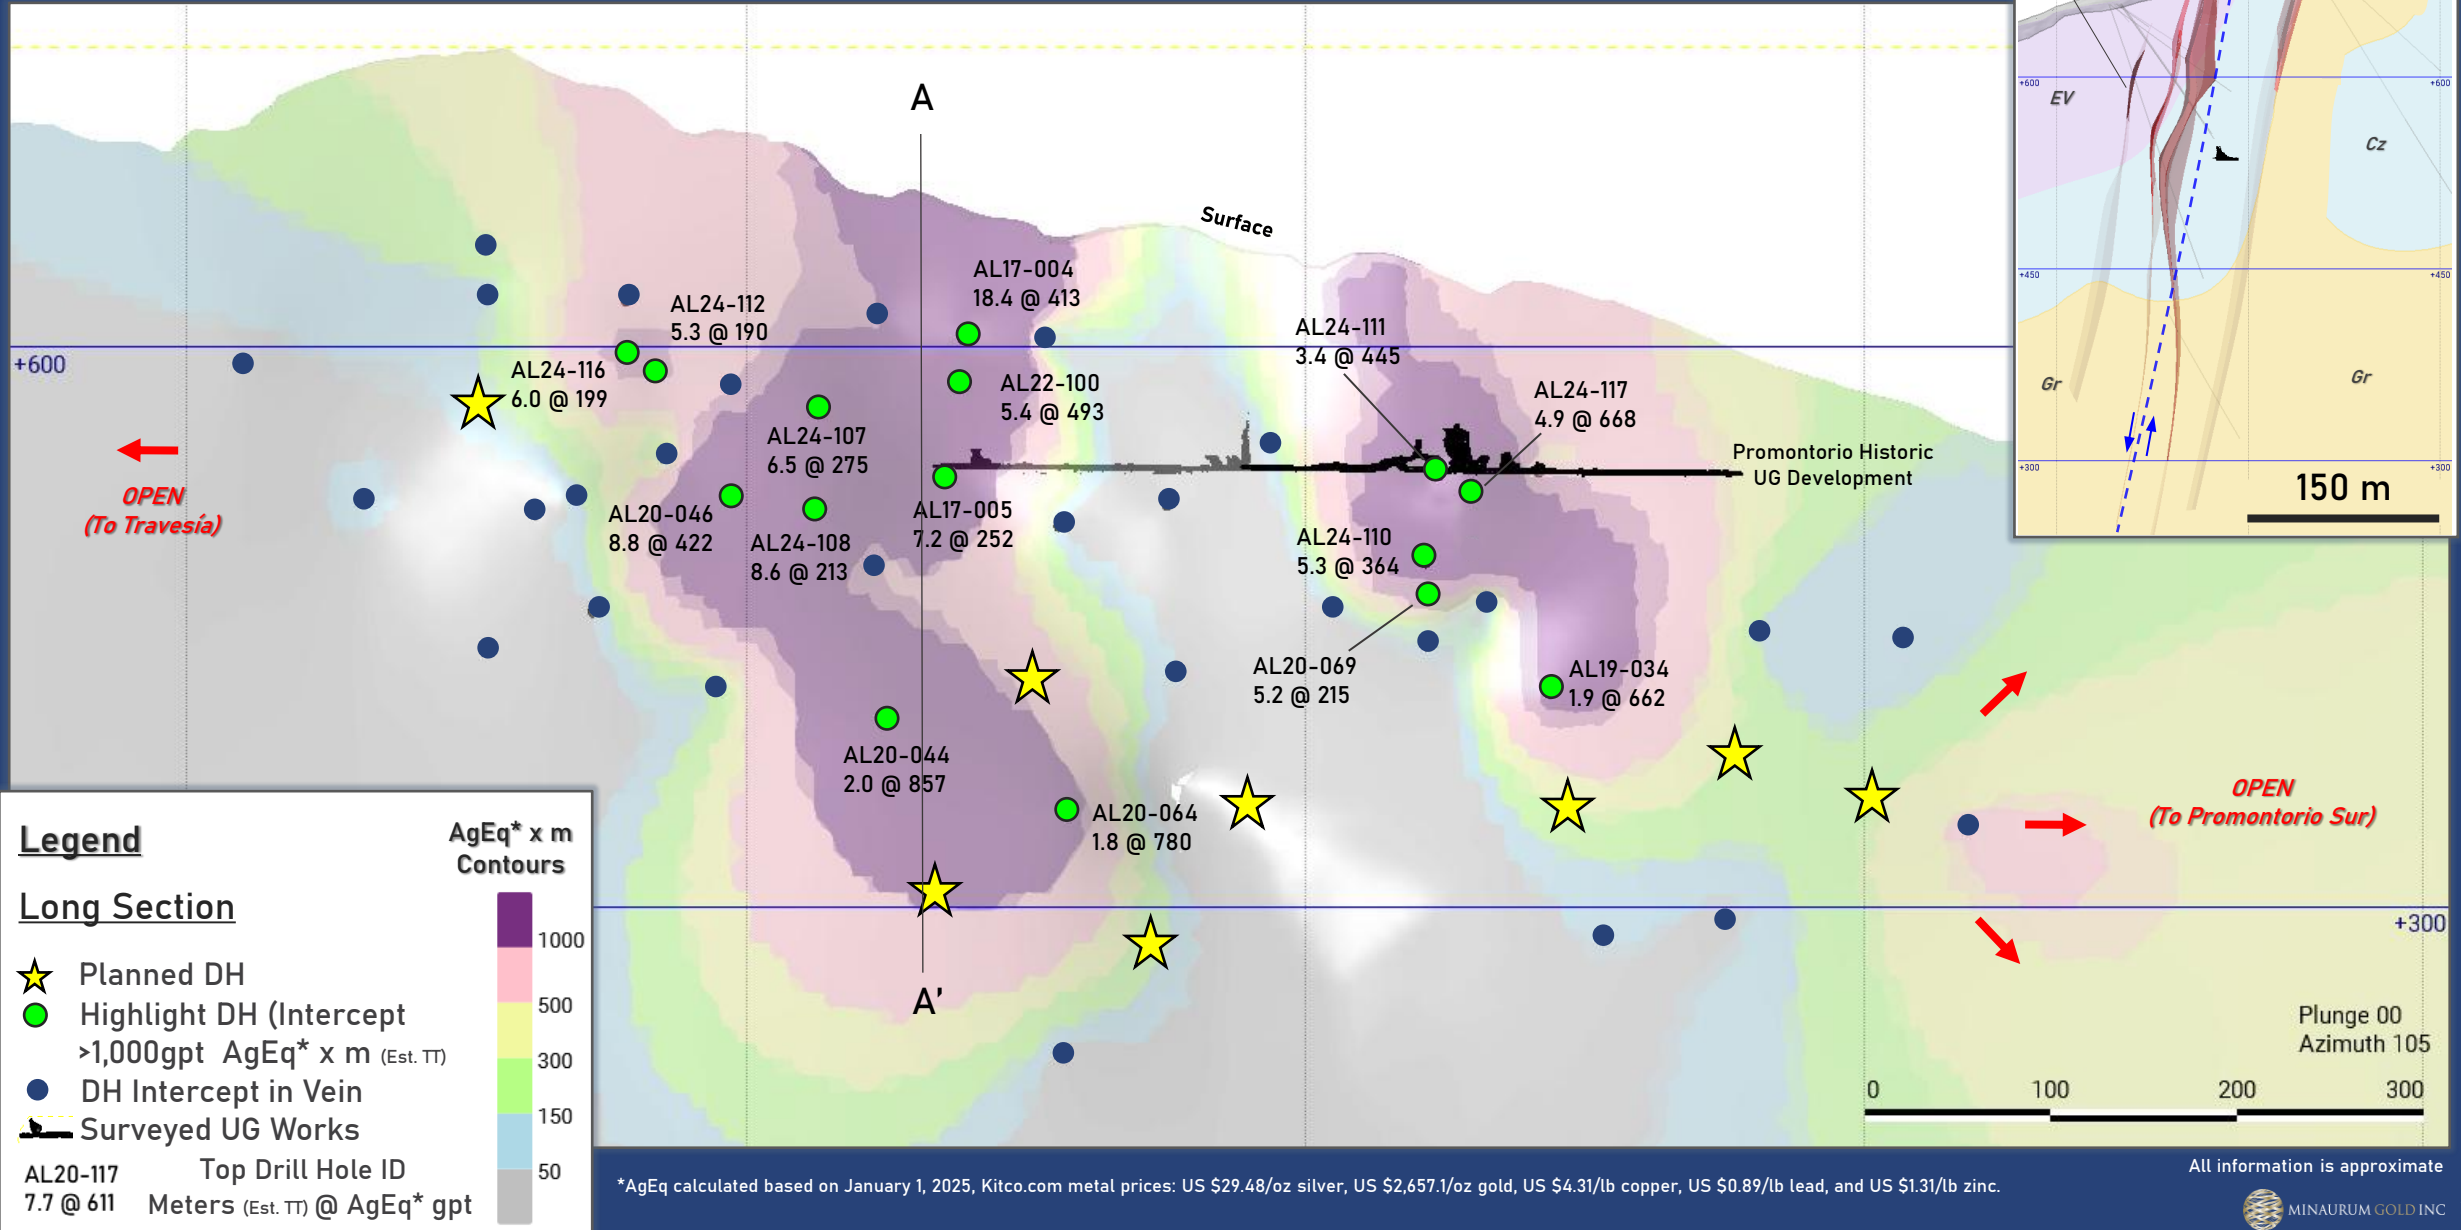 A
Surface
AL17-004
18.4 @ 413
AL24-112
5.3 @ 190
AL24-111
3.4 @ 445
+600
AL24-116
6.0 @ 199
AL22-100
5.4 @ 493
AL24-117
4.9 @ 668
AL24-107
6.5 @ 275
Promontorio Historic
UG Development
OPEN
(To Travesía)
AL20-046
8.8 @ 422
AL24-108
8.6 @ 213
AL17-005
7.2 @ 252
AL24-110
5.3 @ 364
AL20-069
5.2 @ 215
AL19-034
1.9 @ 662
AL20-044
2.0 @ 857
AL20-064
1.8 @ 780
OPEN
(To Promontorio Sur)
+300
A'
Plunge 00
Azimuth 105
0 100 200 300
+600 +600
EV
Cz
+450 +450
Gr Gr
+300 +300
150 m
Legend
Long Section
Planned DH
Highlight DH (Intercept
>1,000gpt AgEq* x m (Est. TT)
DH Intercept in Vein
Surveyed UG Works
AL20-117
7.7 @ 611
Top Drill Hole ID
Meters (Est. TT) @ AgEq* gpt
AgEq* x m
Contours
1000
500
300
150
50
*AgEq calculated based on January 1, 2025, Kitco.com metal prices: US $29.48/oz silver, US $2,657.1/oz gold, US $4.31/lb copper, US $0.89/lb lead, and US $1.31/lb zinc.
All information is approximate
MINAURUM GOLD INC